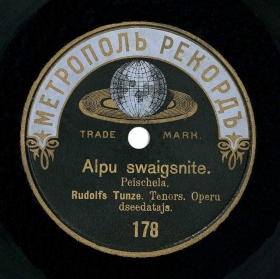 МЕТРОПОЛЬ РЕКОРДЪ
TRADE MARK.
Alpu swaigsnite.
Peischela.
Rudolfs Tunze. Tenors. Operu
dseedatajs.
178